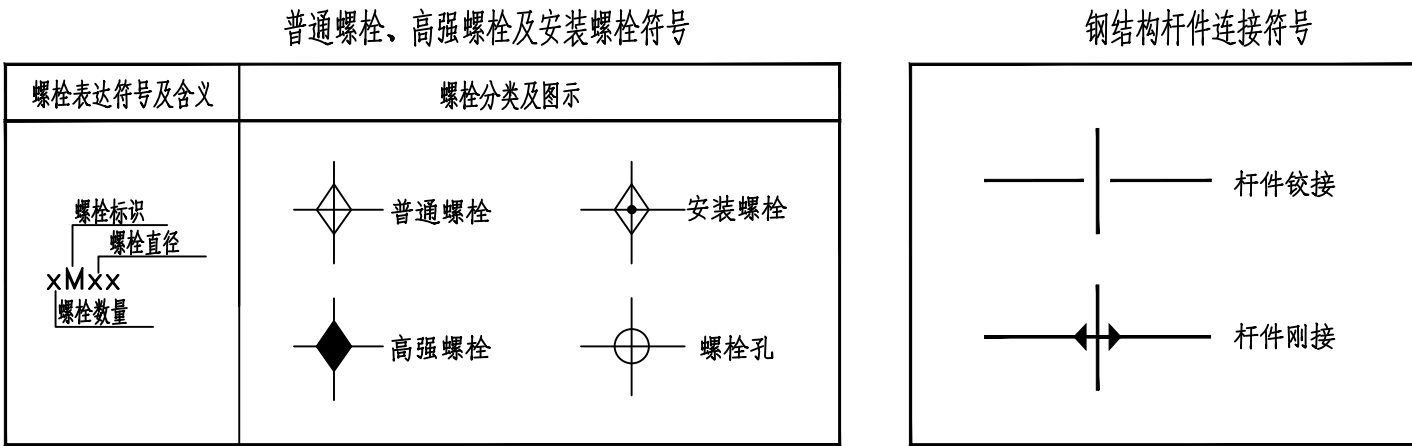 普通螺栓、高强螺栓及安装螺栓符号
螺栓表达符号及含义
螺栓分类及图示
螺栓标识
螺栓直径
xMxx
螺栓数量
普通螺栓
安装螺栓
高强螺栓
螺栓孔
钢结构杆件连接符号
杆件铰接
杆件刚接